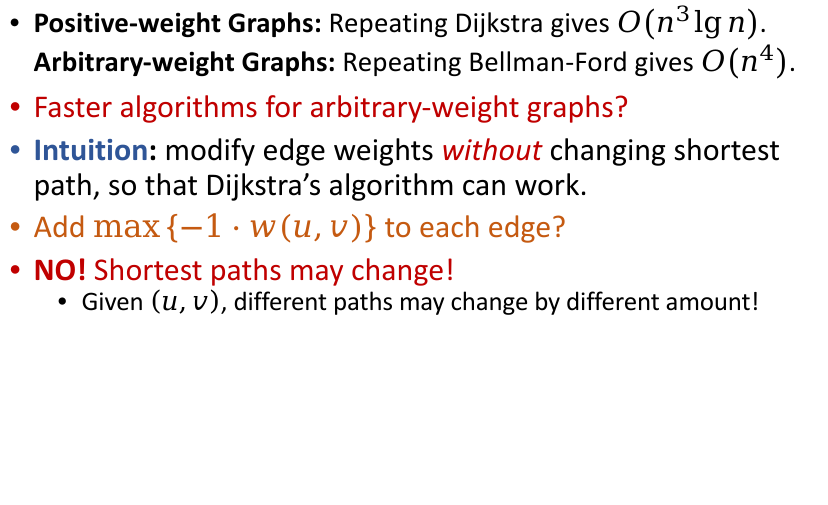 • Positive-weight Graphs: Repeating Dijkstra gives O(n³ lg n).
Arbitrary-weight Graphs: Repeating Bellman-Ford gives O(n⁴).
• Faster algorithms for arbitrary-weight graphs?
• Intuition: modify edge weights without changing shortest
path, so that Dijkstra's algorithm can work.
• Add max{−1 · w(u, v)} to each edge?
• NO! Shortest paths may change!
• Given (u, v), different paths may change by different amount!